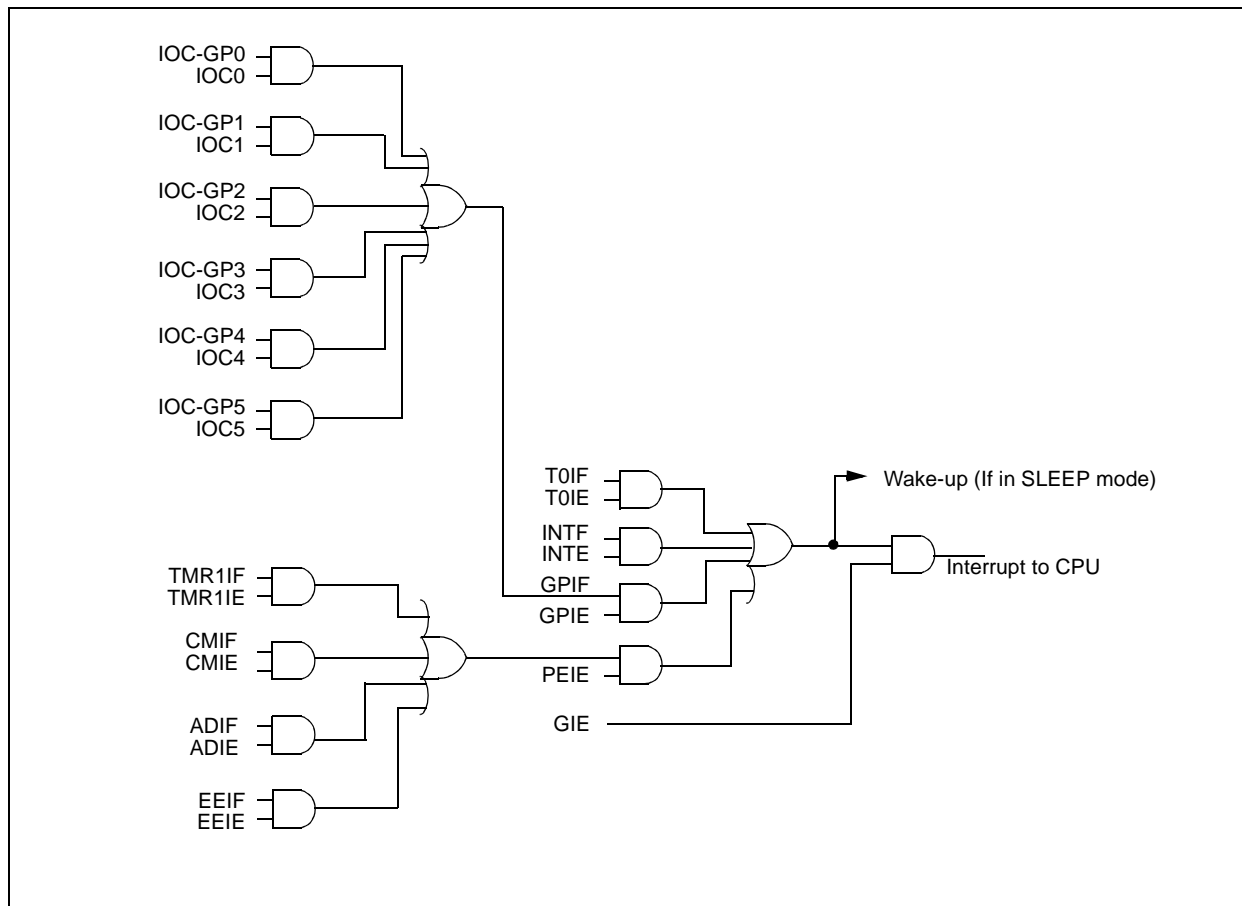 IOC-GP0
IOC0
IOC-GP1
IOC1
IOC-GP2
IOC2
IOC-GP3
IOC3
IOC-GP4
IOC4
IOC-GP5
IOC5
T0IF
T0IE
Wake-up (If in SLEEP mode)
INTF
INTE
Interrupt to CPU
GPIF
GPIE
TMR1IF
TMR1IE
CMIF
CMIE
PEIE
ADIF
ADIE
GIE
EEIF
EEIE